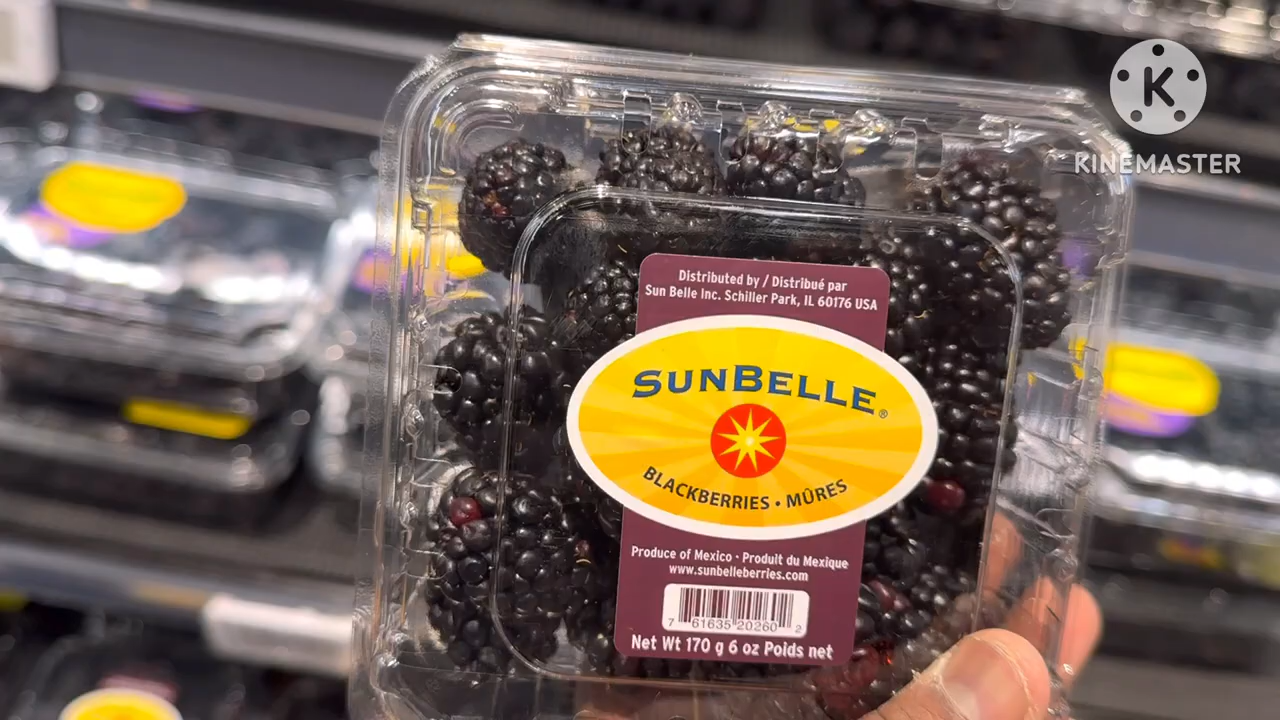 K
KINEMASTER
Distributed by / Distribué par
Sun Belle Inc. Schiller Park, IL 60176 USA
SUNBELLE®
BLACKBERRIES • MÛRES
Produce of Mexico · Produit du Mexique
www.sunbelleberries.com
7 61635 20260 2
Net Wt 170 g 6 oz Poids net